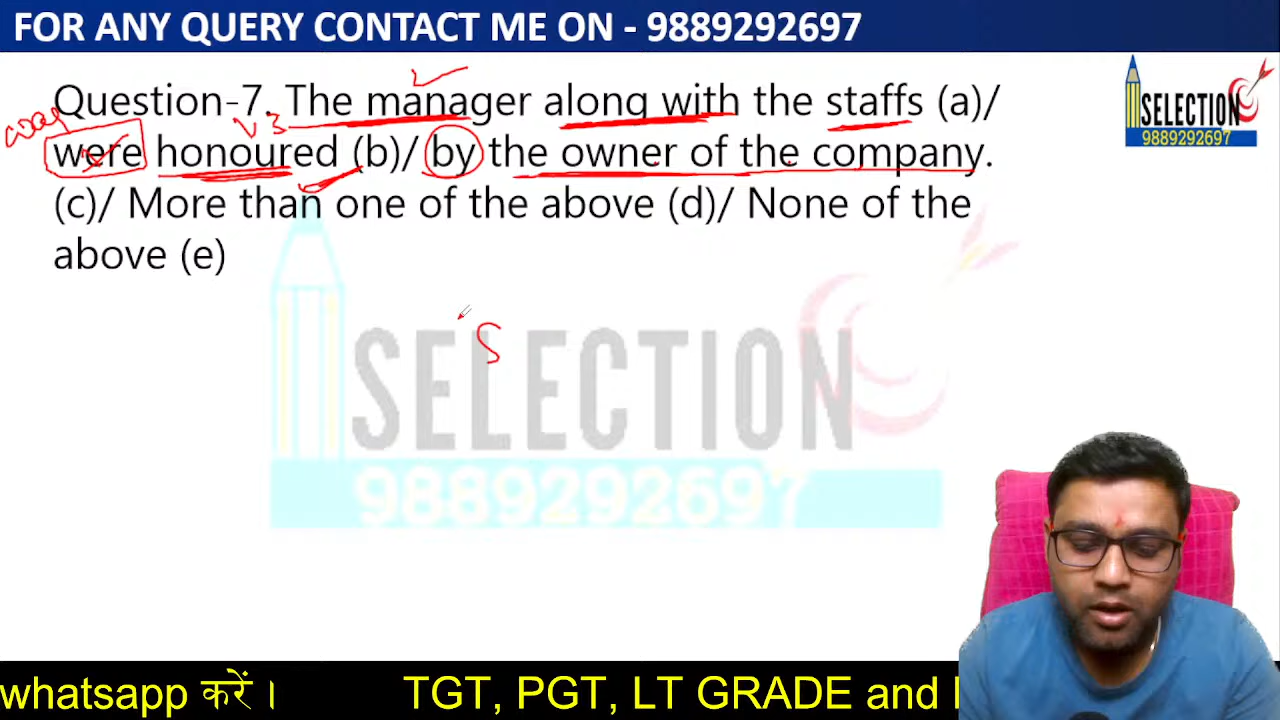 FOR ANY QUERY CONTACT ME ON - 9889292697
Question-7. The manager along with the staffs (a)/
were honoured (b)/ by the owner of the company.
(c)/ More than one of the above (d)/ None of the
above (e)
was
V3
S
SELECTION
9889292697
SELECTION
9889292697
whatsapp करें । TGT, PGT, LT GRADE and